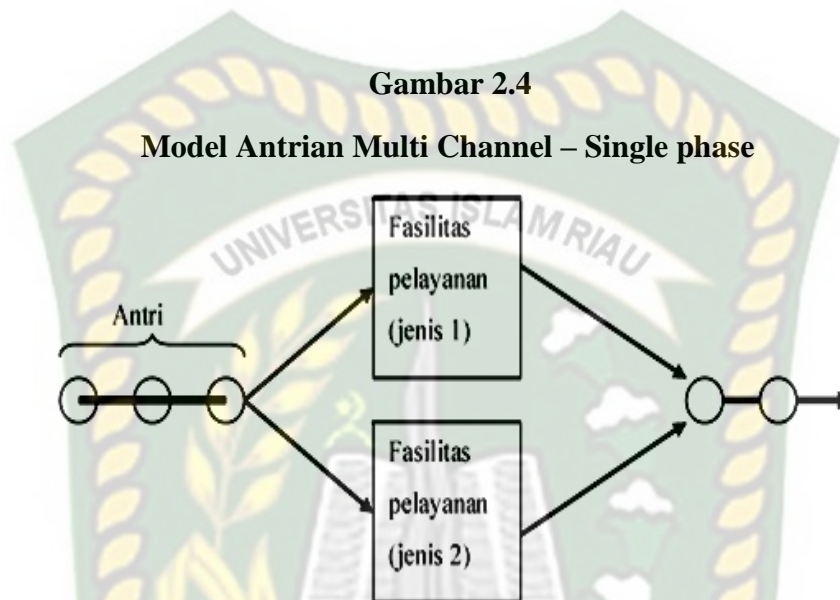 Gambar 2.4
Model Antrian Multi Channel – Single phase
UNIVERSITAS ISLAM RIAU
Antri
Fasilitas
pelayanan
(jenis 1)
Fasilitas
pelayanan
(jenis 2)